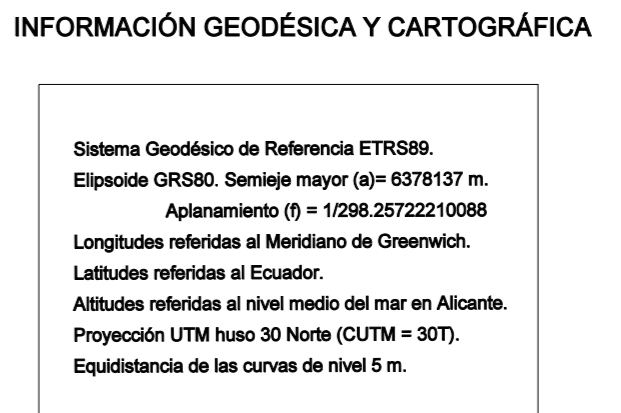 INFORMACIÓN GEODÉSICA Y CARTOGRÁFICA
Sistema Geodésico de Referencia ETRS89.
Elipsoide GRS80. Semieje mayor (a)= 6378137 m.
Aplanamiento (f) = 1/298.25722210088
Longitudes referidas al Meridiano de Greenwich.
Latitudes referidas al Ecuador.
Altitudes referidas al nivel medio del mar en Alicante.
Proyección UTM huso 30 Norte (CUTM = 30T).
Equidistancia de las curvas de nivel 5 m.